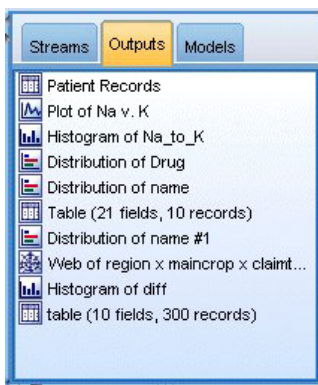 Streams Outputs Models
Patient Records
Plot of Na v. K
Histogram of Na_to_K
Distribution of Drug
Distribution of name
Table (21 fields, 10 records)
Distribution of name #1
Web of region x maincrop x claimt...
Histogram of diff
table (10 fields, 300 records)